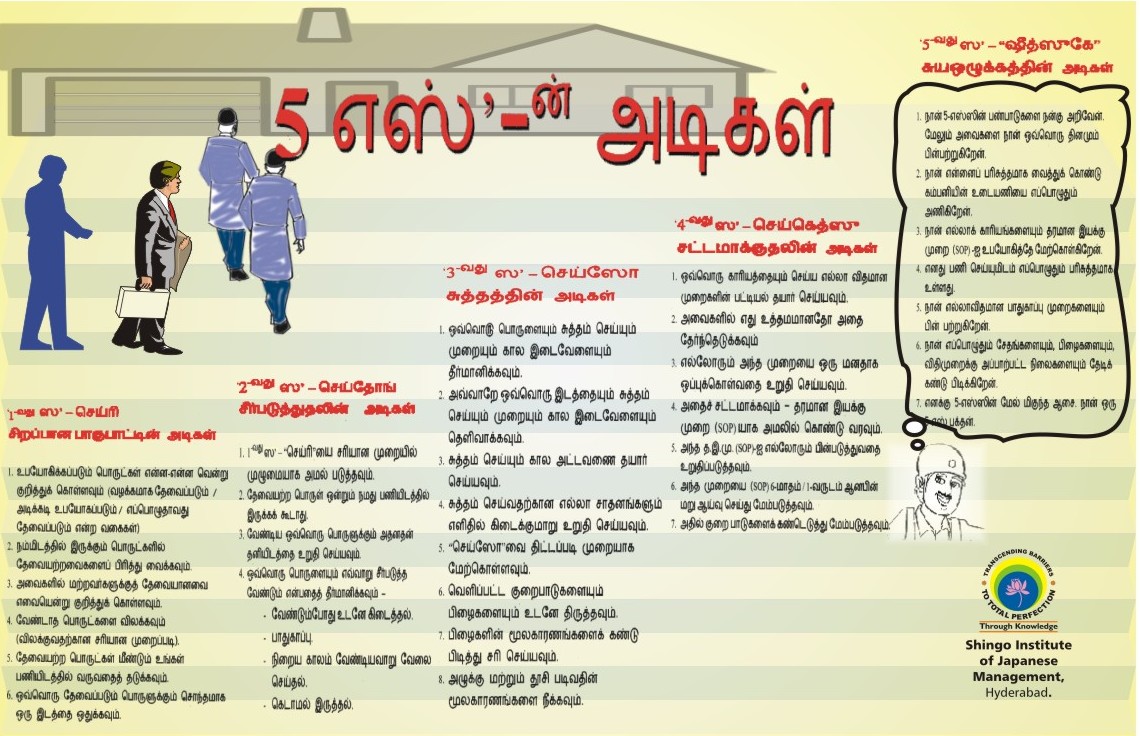 5 எஸ்’-ன் அடிகள்
‘1-வது ஸ’ – செய்ரி
சிறப்பான பாகுபாட்டின் அடிகள்
1. உபயோகிக்கப்படும் பொருட்கள் என்ன-என்ன வென்று
குறித்துக் கொள்ளவும் (வழக்கமாக தேவைப்படும் /
அடிக்கடி உபயோகப்படும் / எப்பொழுதாவது
தேவைப்படும் என்ற வகைகள்)
2. நம்மிடத்தில் இருக்கும் பொருட்களில்
தேவையற்றவைகளைப் பிரித்து வைக்கவும்.
3. அவைகளில் மற்றவர்களுக்குத் தேவையானவை
எவையென்று குறித்துக் கொள்ளவும்.
4. வேண்டாத பொருட்களை விலக்கவும்
(விலக்குவதற்கான சரியான முறைப்படி).
5. தேவையற்ற பொருட்கள் மீண்டும் உங்கள்
பணியிடத்தில் வருவதைத் தடுக்கவும்.
6. ஒவ்வொரு தேவைப்படும் பொருளுக்கும் சொந்தமாக
ஒரு இடத்தை ஒதுக்கவும்.
‘2-வது ஸ’ – செய்தோங்
சீர்படுத்துதலின் அடிகள்
1. 1-வது ஸ’ – “செய்ரி”யை சரியான முறையில்
முழுமையாக அமல் படுத்தவும்.
2. தேவையற்ற பொருள் ஒன்றும் நமது பணியிடத்தில்
இருக்கக் கூடாது.
3. வேண்டிய ஒவ்வொரு பொருளுக்கும் அதனதன்
தனியிடத்தை உறுதி செய்யவும்.
4. ஒவ்வொரு பொருளையும் எவ்வாறு சீர்படுத்த
வேண்டும் என்பதைத் தீர்மானிக்கவும் –
- வேண்டும்போது உடனே கிடைத்தல்.
- பாதுகாப்பு.
- நிறைய காலம் வேண்டியவாறு வேலை
செய்தல்.
- கெடாமல் இருத்தல்.
‘3-வது ஸ’ – செய்ஸோ
சுத்தத்தின் அடிகள்
1. ஒவ்வொரு பொருளையும் சுத்தம் செய்யும்
முறையும் கால இடைவேளையும்
தீர்மானிக்கவும்.
2. அவ்வாறே ஒவ்வொரு இடத்தையும் சுத்தம்
செய்யும் முறையும் கால இடைவேளையும்
தெளிவாக்கவும்.
3. சுத்தம் செய்யும் கால அட்டவணை தயார்
செய்யவும்.
4. சுத்தம் செய்வதற்கான எல்லா சாதனங்களும்
எளிதில் கிடைக்குமாறு உறுதி செய்யவும்.
5. “செய்ஸோ”வை திட்டப்படி முறையாக
மேற்கொள்ளவும்.
6. வெளிப்பட்ட குறைபாடுகளையும்
பிழைகளையும் உடனே திருத்தவும்.
7. பிழைகளின் மூலகாரணங்களைக் கண்டு
பிடித்து சரி செய்யவும்.
8. அழுக்கு மற்றும் தூசி படிவதின்
மூலகாரணங்களை நீக்கவும்.
‘4-வது ஸ’ – செய்கெத்ஸு
சட்டமாக்குதலின் அடிகள்
1. ஒவ்வொரு காரியத்தையும் செய்ய எல்லா விதமான
முறைகளின் பட்டியல் தயார் செய்யவும்.
2. அவைகளில் எது உத்தமமானதோ அதை
தேர்ந்தெடுக்கவும்
3. எல்லோரும் அந்த முறையை ஒரு மனதாக
ஒப்புக்கொள்வதை உறுதி செய்யவும்.
4. அதைச் சட்டமாக்கவும் – தரமான இயக்கு
முறை (SOP)யாக அமலில் கொண்டு வரவும்.
5. அந்த த.இ.மு. (SOP)-ஐ எல்லோரும் பின்படுத்துவதை
உறுதிப்படுத்தவும்.
6. அந்த முறையை (SOP) 6-மாதம் / 1-வருடம் ஆனபின்
மறு ஆய்வு செய்து மேம்படுத்தவும்.
7. அதில் குறை பாடுகளைக் கண்டெடுத்து மேம்படுத்தவும்.
‘5-வது ஸ’ – “ஷீத்ஸுகே”
சுயஒழுக்கத்தின் அடிகள்
1. நான் 5-எஸ்ஸின் பண்பாடுகளை நன்கு அறிவேன்.
மேலும் அவைகளை நான் ஒவ்வொரு தினமும்
பின்பற்றுகிறேன்.
2. நான் என்னைப் பரிசுத்தமாக வைத்துக் கொண்டு
கம்பனியின் உடையணியை எப்பொழுதும்
அணிகிறேன்.
3. நான் எல்லாக் காரியங்களையும் தரமான இயக்கு
முறை (SOP) -ஐ உபயோகித்தே மேற்கொள்கிறேன்.
4. எனது பணி செய்யுமிடம் எப்பொழுதும் பரிசுத்தமாக
உள்ளது.
5. நான் எல்லாவிதமான பாதுகாப்பு முறைகளையும்
பின் பற்றுகிறேன்.
6. நான் எப்பொழுதும் சேதங்களையும், பிழைகளையும்,
விதிமுறைக்கு அப்பாற்பட்ட நிலைகளையும் தேடிக்
கண்டு பிடிக்கிறேன்.
7. எனக்கு 5-எஸ்ஸின் மேல் மிகுந்த ஆசை. நான் ஒரு
5-எஸ் பக்தன்.
TRANSCENDING BARRIERS
TO TOTAL PERFECTION
Through Knowledge
Shingo Institute
of Japanese
Management,
Hyderabad.